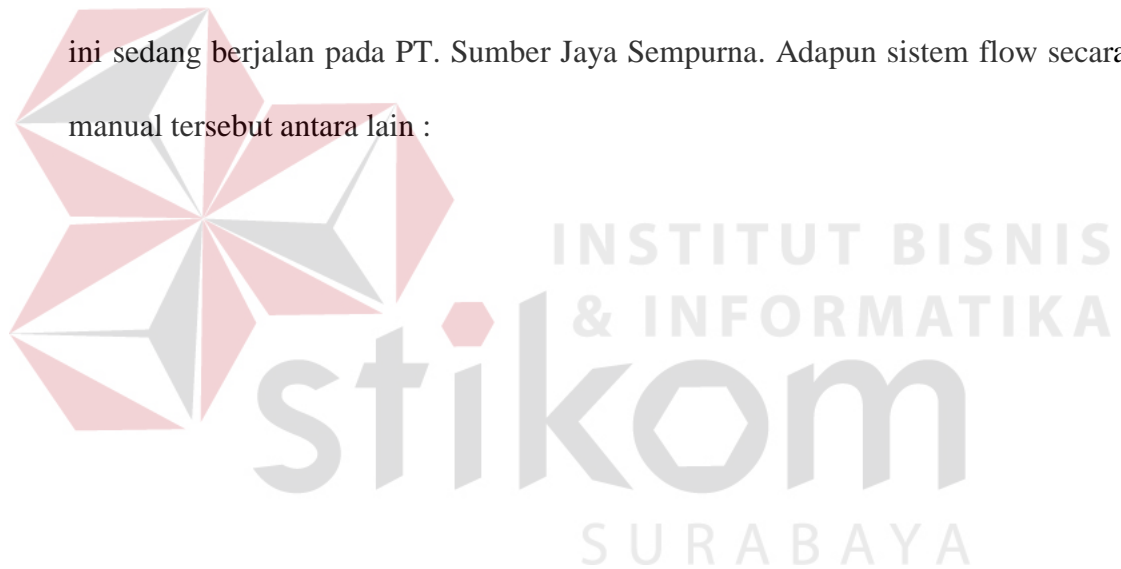 ini sedang berjalan pada PT. Sumber Jaya Sempurna. Adapun sistem flow secara
manual tersebut antara lain :
INSTITUT BISNIS
& INFORMATIKA
stikom
SURABAYA